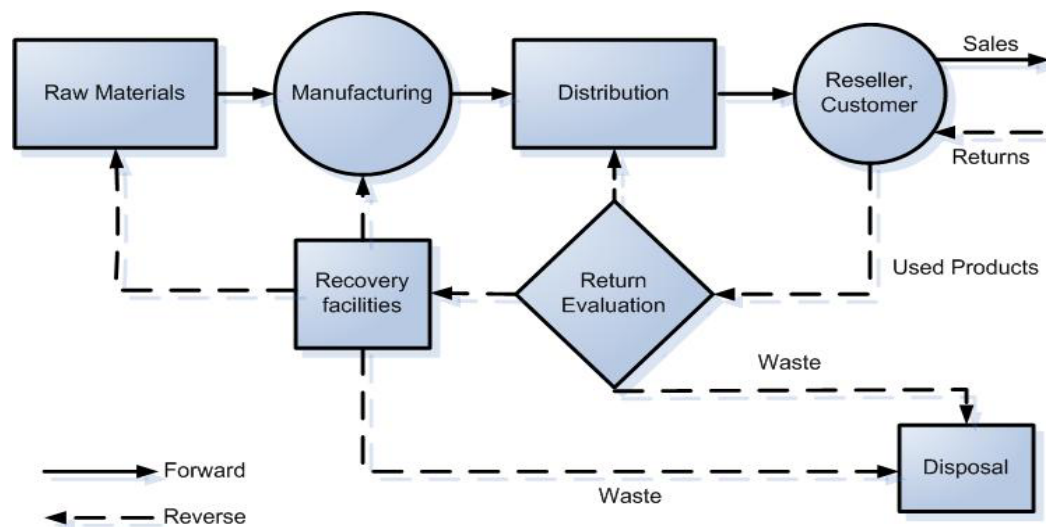 Raw Materials
Manufacturing
Distribution
Reseller,
Customer
Sales
Returns
Used Products
Recovery
facilities
Return
Evaluation
Waste
Disposal
Waste
Forward
Reverse